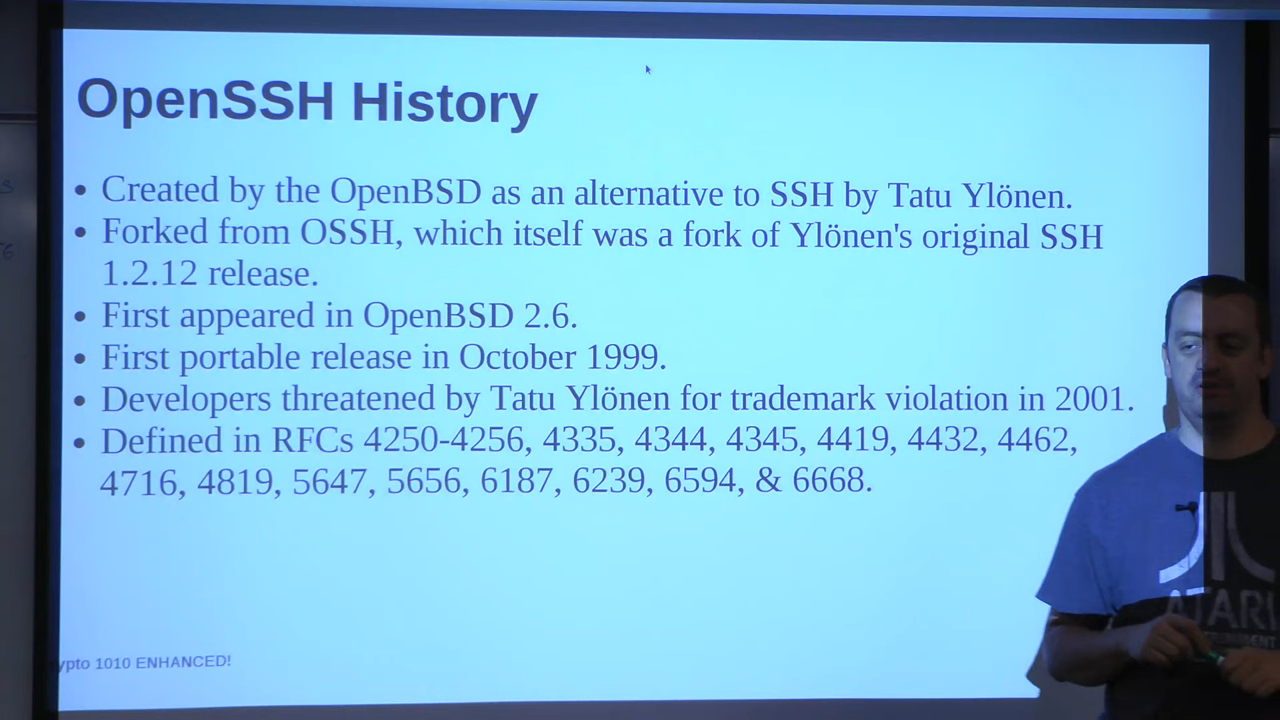 OpenSSH History
• Created by the OpenBSD as an alternative to SSH by Tatu Ylönen.
• Forked from OSSH, which itself was a fork of Ylönen's original SSH
1.2.12 release.
• First appeared in OpenBSD 2.6.
• First portable release in October 1999.
• Developers threatened by Tatu Ylönen for trademark violation in 2001.
• Defined in RFCs 4250-4256, 4335, 4344, 4345, 4419, 4432, 4462,
4716, 4819, 5647, 5656, 6187, 6239, 6594, & 6668.
ATARI
ypto 1010 ENHANCED!